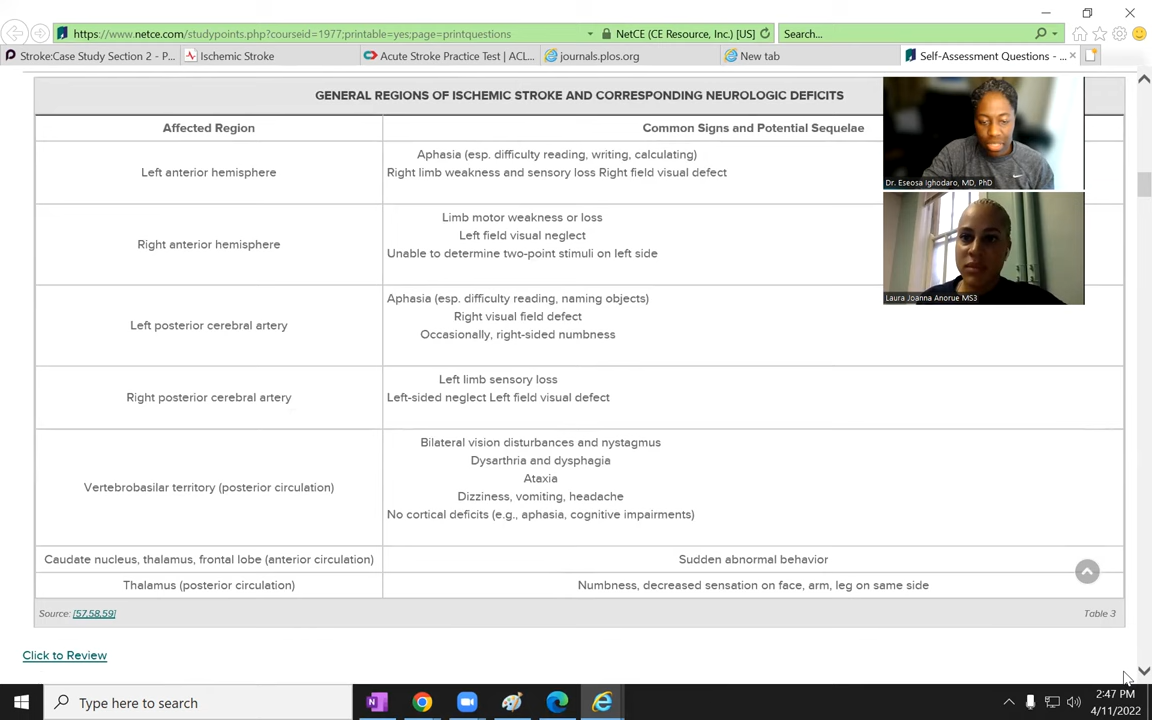 https://www.netce.com/studypoints.php?courseid=1977;printable=yes;page=printquestions
NetCE (CE Resource, Inc.) [US]
Search...
Stroke:Case Study Section 2 - P...
Ischemic Stroke
Acute Stroke Practice Test | ACL...
journals.plos.org
New tab
Self-Assessment Questions - ...
GENERAL REGIONS OF ISCHEMIC STROKE AND CORRESPONDING NEUROLOGIC DEFICITS
Affected Region
Common Signs and Potential Sequelae
Left anterior hemisphere
Aphasia (esp. difficulty reading, writing, calculating)
Right limb weakness and sensory loss Right field visual defect
Right anterior hemisphere
Limb motor weakness or loss
Left field visual neglect
Unable to determine two-point stimuli on left side
Left posterior cerebral artery
Aphasia (esp. difficulty reading, naming objects)
Right visual field defect
Occasionally, right-sided numbness
Right posterior cerebral artery
Left limb sensory loss
Left-sided neglect Left field visual defect
Vertebrobasilar territory (posterior circulation)
Bilateral vision disturbances and nystagmus
Dysarthria and dysphagia
Ataxia
Dizziness, vomiting, headache
No cortical deficits (e.g., aphasia, cognitive impairments)
Caudate nucleus, thalamus, frontal lobe (anterior circulation)
Sudden abnormal behavior
Thalamus (posterior circulation)
Numbness, decreased sensation on face, arm, leg on same side
Source: [57,58,59]
Table 3
Click to Review
Dr. Eseosa Ighodaro, MD, PhD
Laura Joanna Anorue MS3
Type here to search
2:47 PM
4/11/2022